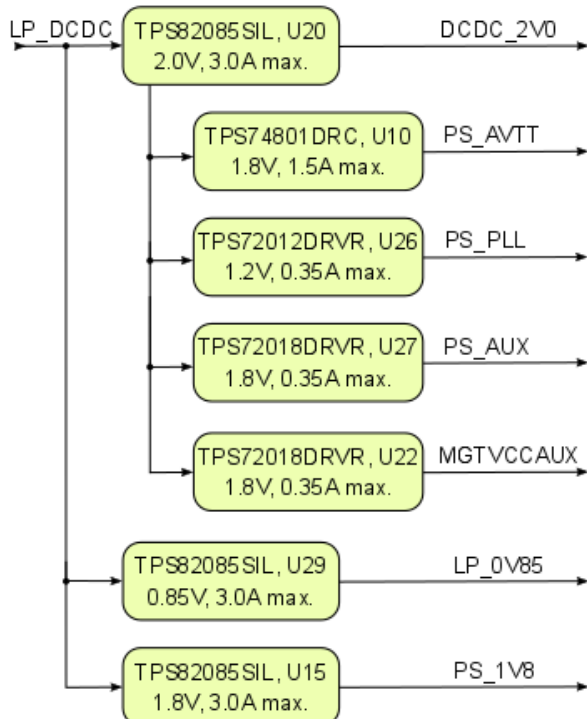 LP_DCDC
TPS82085SIL, U20
2.0V, 3.0A max.
DCDC_2V0
TPS74801DRC, U10
1.8V, 1.5A max.
PS_AVTT
TPS72012DRVR, U26
1.2V, 0.35A max.
PS_PLL
TPS72018DRVR, U27
1.8V, 0.35A max.
PS_AUX
TPS72018DRVR, U22
1.8V, 0.35A max.
MGTVCCAUX
TPS82085SIL, U29
0.85V, 3.0A max.
LP_0V85
TPS82085SIL, U15
1.8V, 3.0A max.
PS_1V8